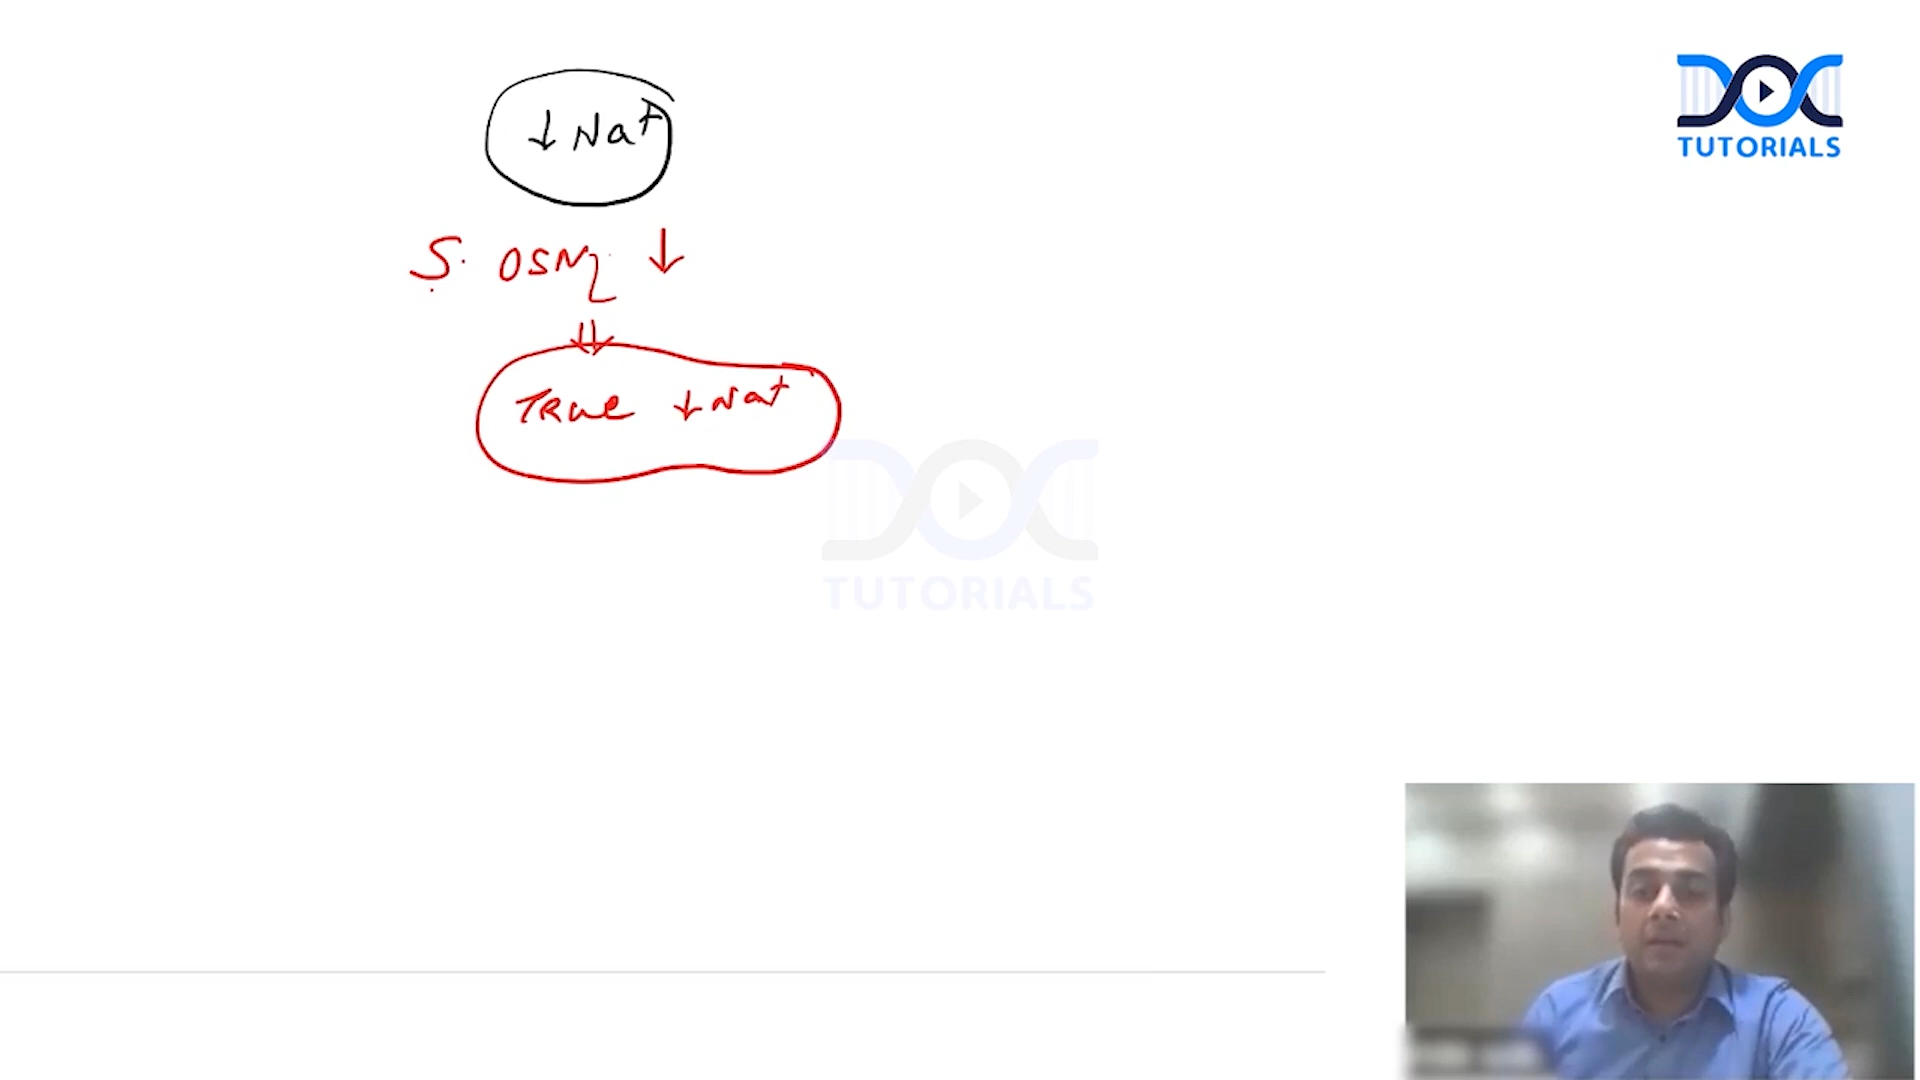 ↓ Na+
S. OSM ↓
TRUE ↓ Na+
DOC
TUTORIALS
DOC
TUTORIALS